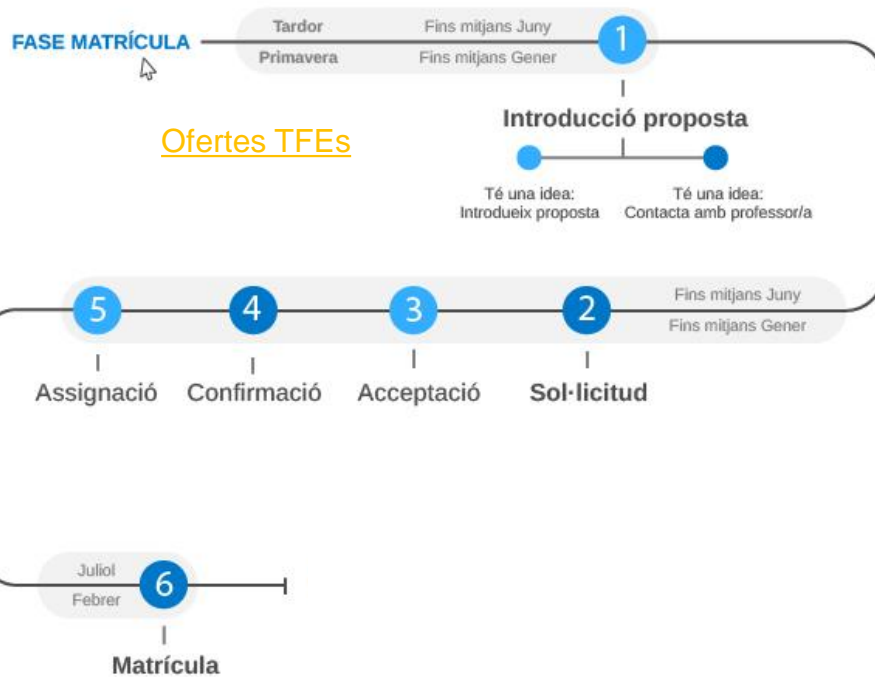 FASE MATRÍCULA
Tardor Fins mitjans Juny
Primavera Fins mitjans Gener
1
Introducció proposta
Ofertes TFEs
Té una idea: Té una idea:
Introdueix proposta Contacta amb professor/a
5 4 3 2 Fins mitjans Juny
Fins mitjans Gener
Assignació Confirmació Acceptació Sol·licitud
Juliol
Febrer
6
Matrícula